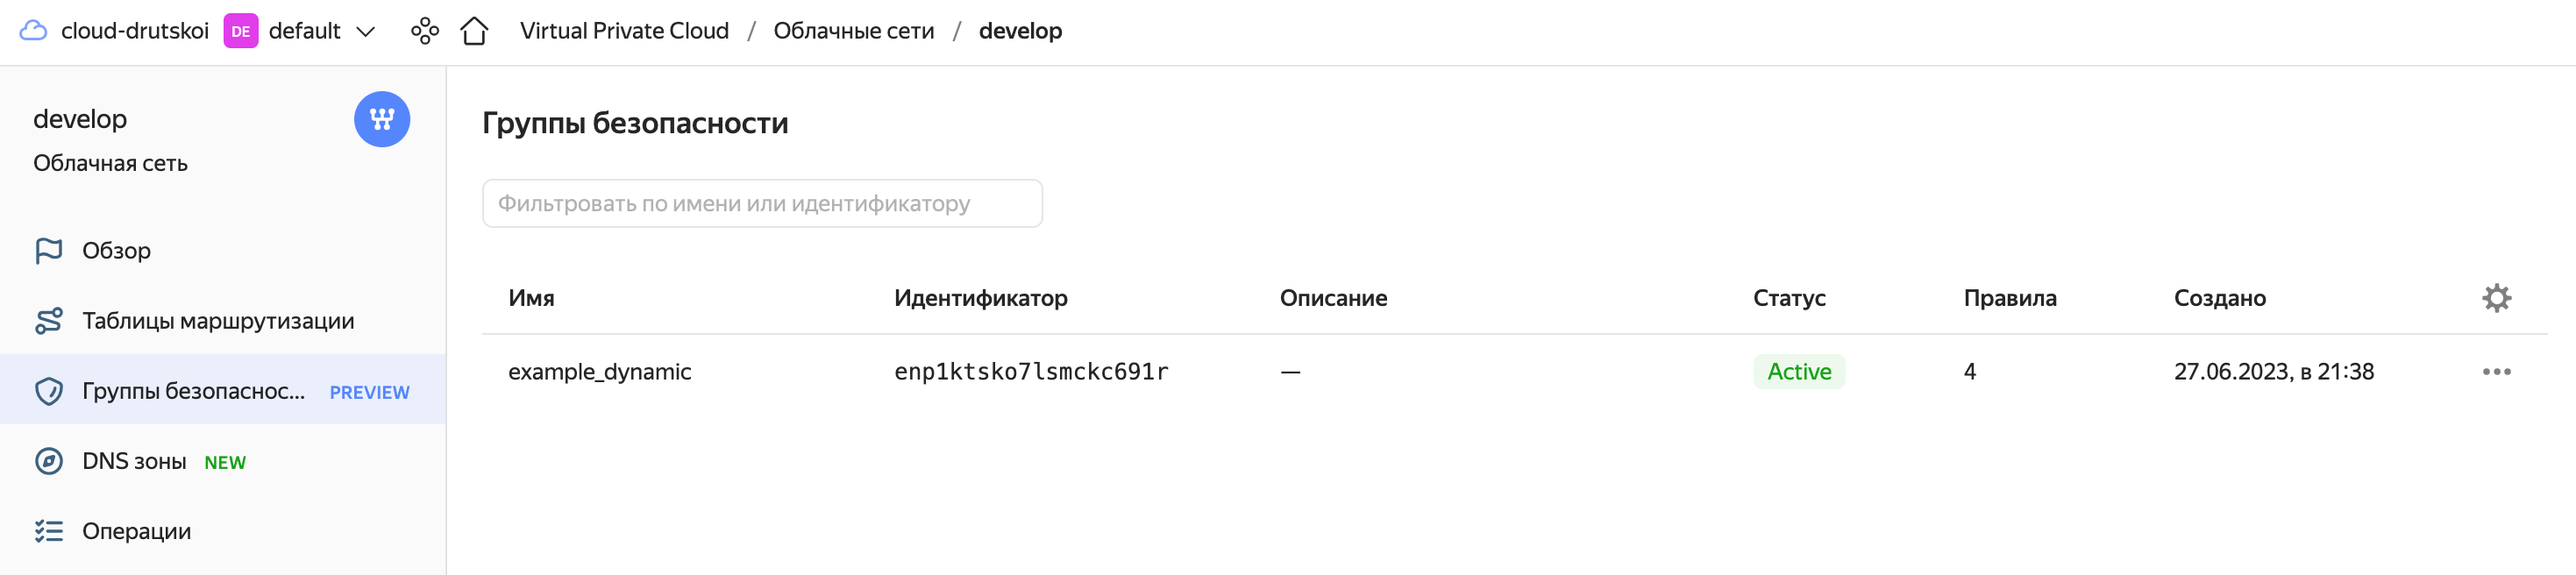 cloud-drutskoi DE default Virtual Private Cloud / Облачные сети / develop
develop
Облачная сеть
Обзор
Таблицы маршрутизации
Группы безопаснос... PREVIEW
DNS зоны NEW
Операции
Группы безопасности
Фильтровать по имени или идентификатору
Имя Идентификатор Описание Статус Правила Создано
example_dynamic enp1ktsko7lsmckc691r — Active 4 27.06.2023, в 21:38